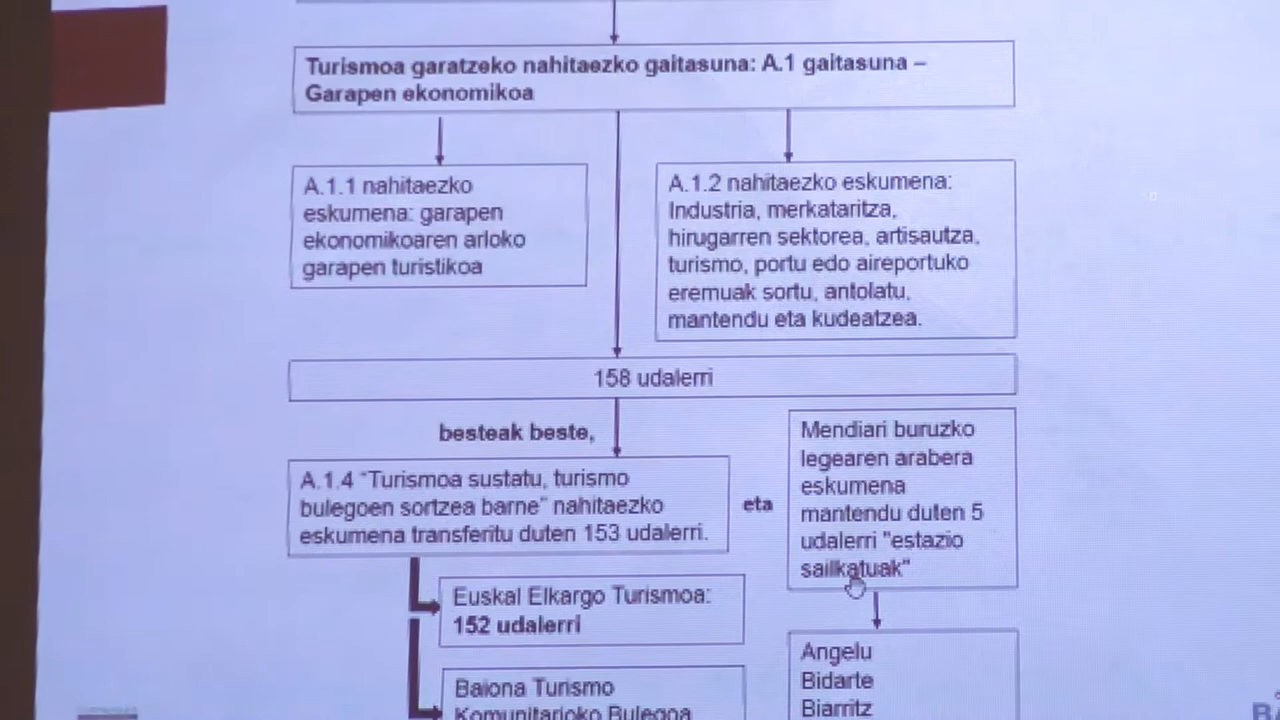 Turismoa garatzeko nahitaezko gaitasuna: A.1 gaitasuna –
Garapen ekonomikoa
A.1.1 nahitaezko
eskumena: garapen
ekonomikoaren arloko
garapen turistikoa
A.1.2 nahitaezko eskumena:
Industria, merkataritza,
hirugarren sektorea, artisautza,
turismo, portu edo aireportuko
eremuak sortu, antolatu,
mantendu eta kudeatzea.
158 udalerri
besteak beste,
A.1.4 "Turismoa sustatu, turismo
bulegoen sortzea barne" nahitaezko
eskumena transferitu duten 153 udalerri.
eta
Mendiari buruzko
legearen arabera
eskumena
mantendu duten 5
udalerri "estazio
sailkatuak"
Euskal Elkargo Turismoa:
152 udalerri
Baiona Turismo
Komunitarioko Bulegoa
Angelu
Bidarte
Biarritz